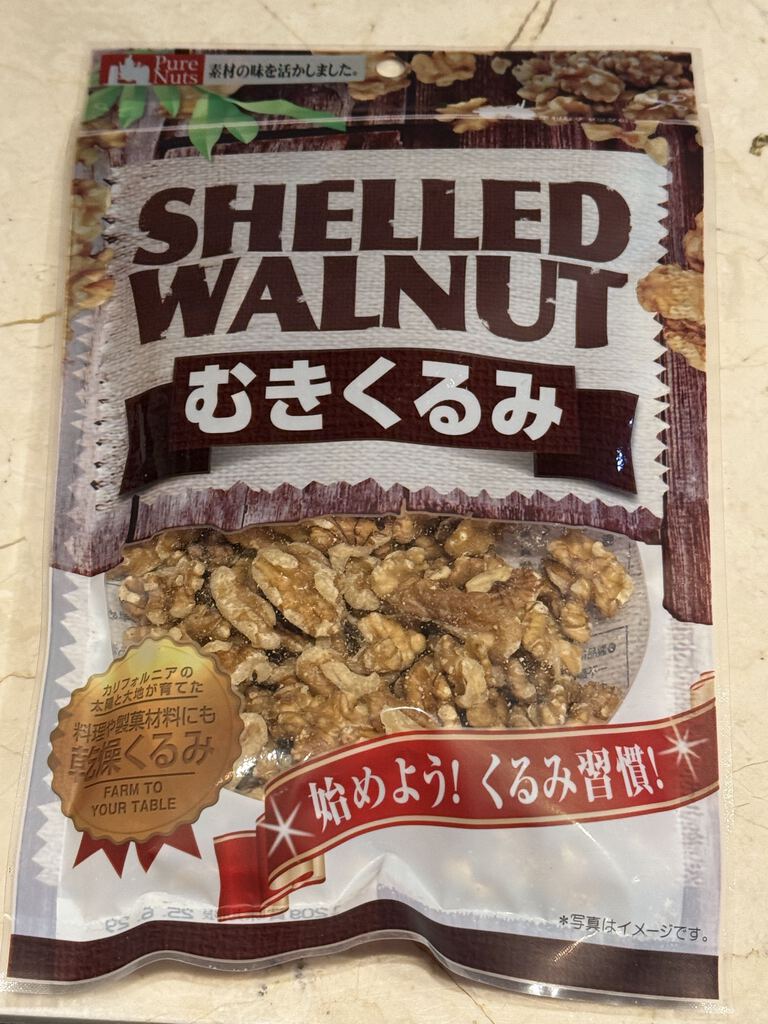 Pure
Nuts
素材の味を活かしました。
SHELLED
WALNUT
むきくるみ
カリフォルニアの
太陽と大地が育てた
料理や製菓材料にも
乾燥くるみ
FARM TO
YOUR TABLE
始めよう! くるみ習慣!
25. 6. 29
*写真はイメージです。